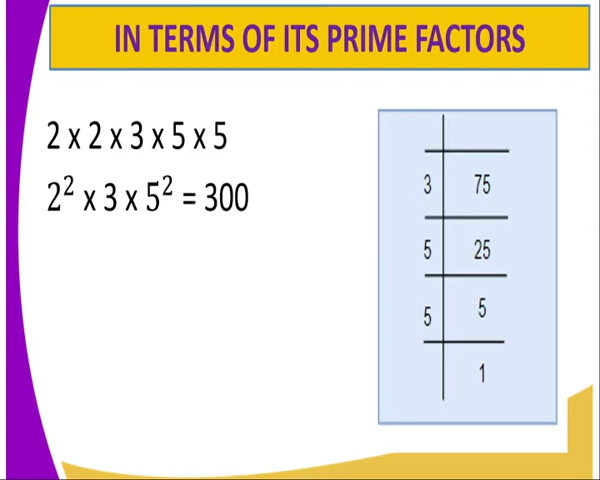 IN TERMS OF ITS PRIME FACTORS
2 x 2 x 3 x 5 x 5
2² x 3 x 5² = 300
3 75
5 25
5 5
1